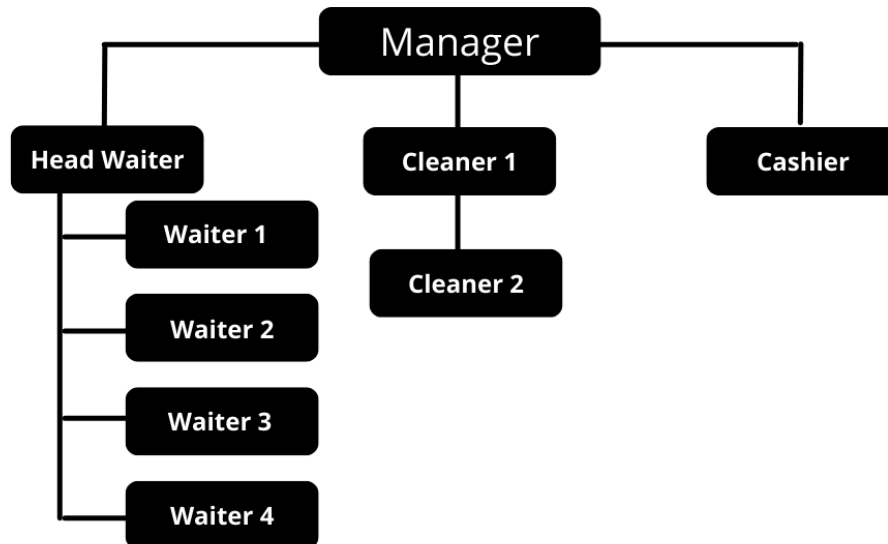 Manager
Head Waiter
Cleaner 1
Cashier
Waiter 1
Cleaner 2
Waiter 2
Waiter 3
Waiter 4